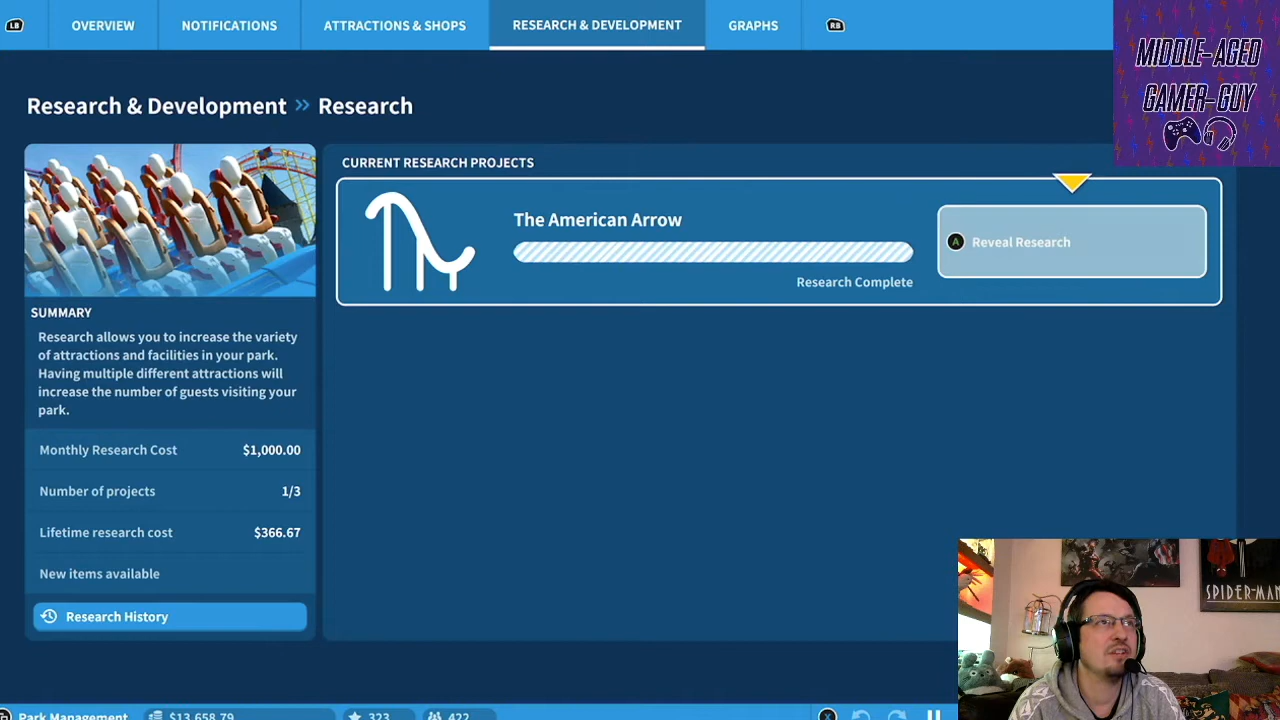 LB
OVERVIEW
NOTIFICATIONS
ATTRACTIONS & SHOPS
RESEARCH & DEVELOPMENT
GRAPHS
RB
MIDDLE-AGED
GAMER-GUY
Research & Development » Research
CURRENT RESEARCH PROJECTS
The American Arrow
A Reveal Research
Research Complete
SUMMARY
Research allows you to increase the variety
of attractions and facilities in your park.
Having multiple different attractions will
increase the number of guests visiting your
park.
Monthly Research Cost $1,000.00
Number of projects 1/3
Lifetime research cost $366.67
New items available
Research History
SPIDER-MAN
Park Management $13,658.79 323 422 X